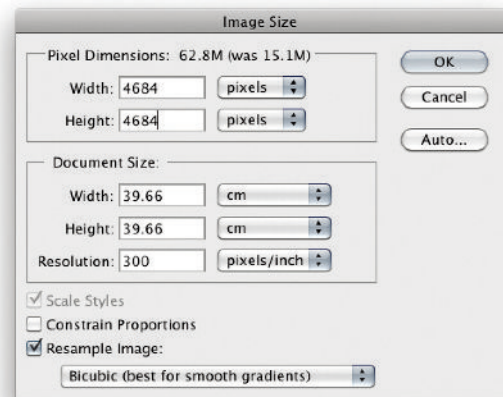 Image Size
Pixel Dimensions: 62.8M (was 15.1M)
Width: 4684 pixels
Height: 4684 pixels
Document Size:
Width: 39.66 cm
Height: 39.66 cm
Resolution: 300 pixels/inch
Scale Styles
Constrain Proportions
Resample Image:
Bicubic (best for smooth gradients)
OK
Cancel
Auto...